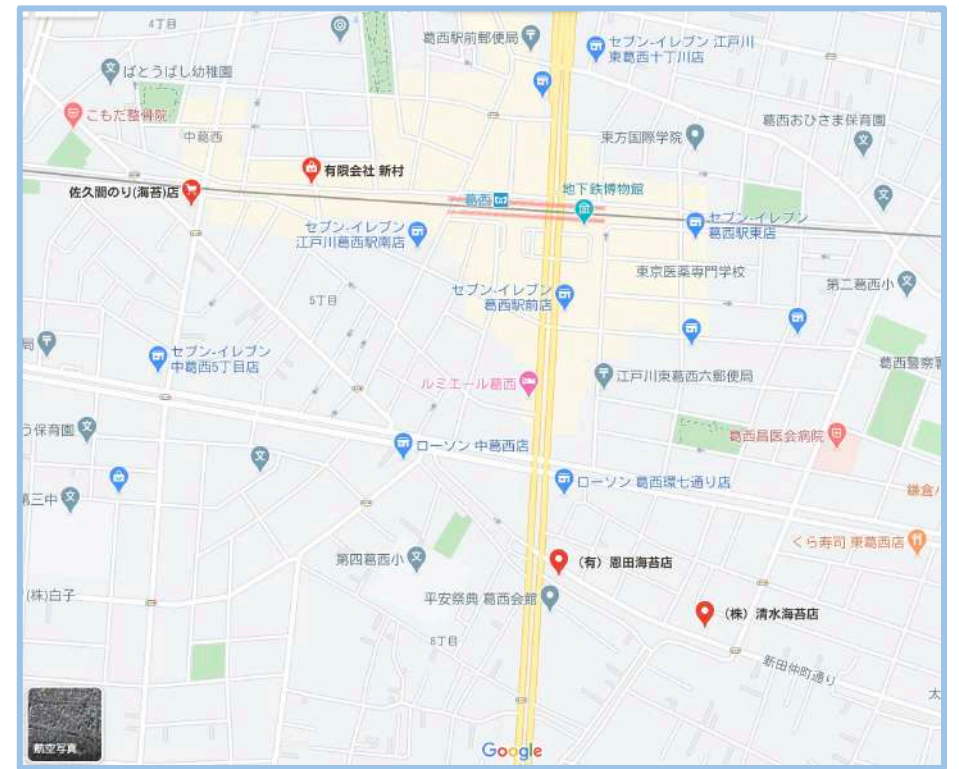 4丁目
葛西駅前郵便局
セブン-イレブン 江戸川
東葛西十丁川店
ばとうばし幼稚園
こもだ整骨院
中葛西
東方国際学院
葛西おひさま保育園
有限会社 新村
佐久間のり(海苔)店
葛西
地下鉄博物館
セブン-イレブン
江戸川葛西駅南店
セブン-イレブン
葛西駅東店
東京医薬専門学校
第二葛西小
セブン-イレブン
葛西駅前店
5丁目
局
セブン-イレブン
中葛西5丁目店
葛西警察署
ルミエール葛西
江戸川東葛西六郵便局
う保育園
ローソン 中葛西店
葛西昌医会病院
ローソン 葛西環七通り店
第三中
鎌倉パ
くら寿司 東葛西店
第四葛西小
(有)恩田海苔店
(株)白子
平安祭典 葛西会館
(株)清水海苔店
8丁目
新田仲町通り
太
航空写真
Google